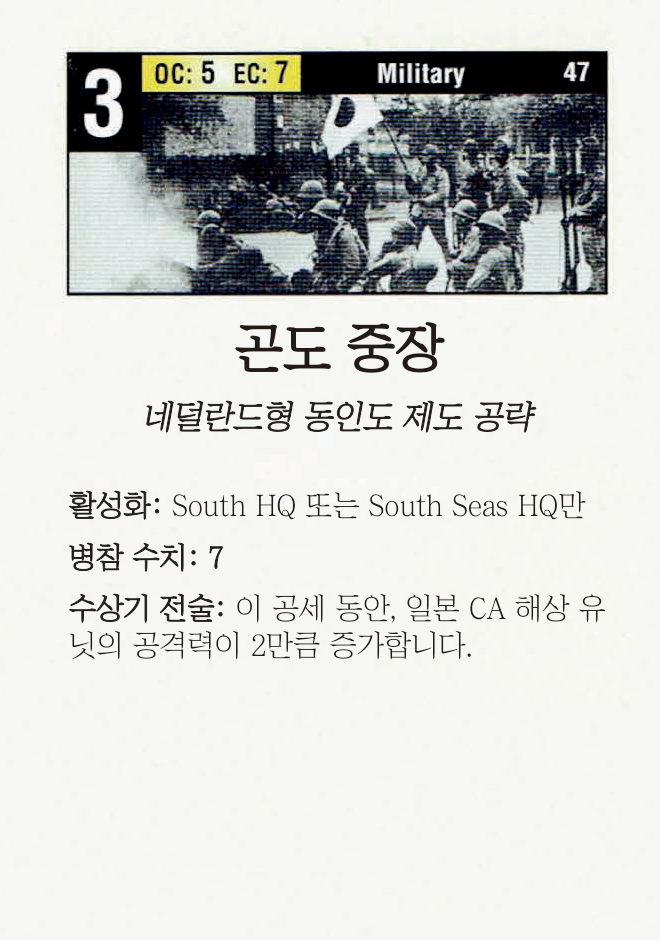 3 OC: 5 EC: 7 Military 47
곤도 중장
네덜란드형 동인도 제도 공략
활성화: South HQ 또는 South Seas HQ만
병참 수치: 7
수상기 전술: 이 공세 동안, 일본 CA 해상 유
닛의 공격력이 2만큼 증가합니다.